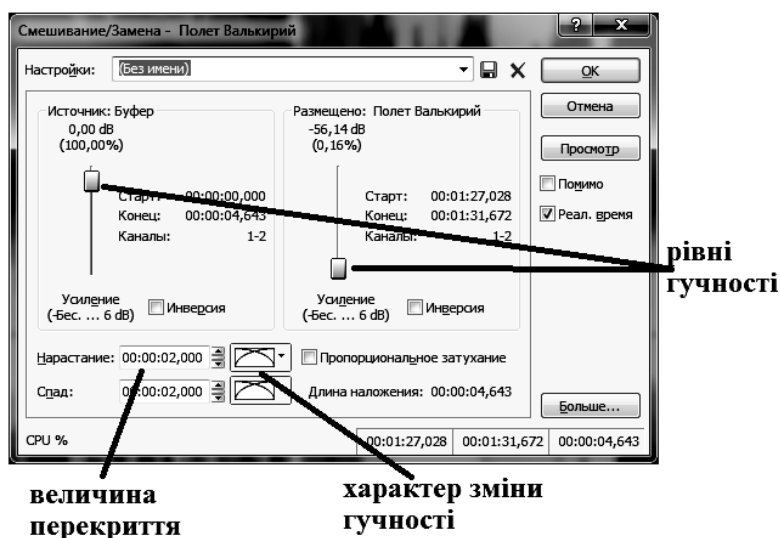 Смешивание/Замена - Полет Валькирий
Настройки: (Без имени)
OK
Отмена
Просмотр
Помимо
Реал. время
Источник: Буфер
0,00 dB
(100,00%)
Старт: 00:00:00,000
Конец: 00:00:04,643
Каналы: 1-2
Усиление
(-Бес. ... 6 dB)
Инверсия
Размещено: Полет Валькирий
-56,14 dB
(0,16%)
Старт: 00:01:27,028
Конец: 00:01:31,672
Каналы: 1-2
Усиление
(-Бес. ... 6 dB)
Инверсия
рівні
гучності
Нарастание: 00:00:02,000
Пропорциональное затухание
Спад: 00:00:02,000
Длина наложения: 00:00:04,643
Больше...
CPU %
00:01:27,028 00:01:31,672 00:00:04,643
величина
перекриття
характер зміни
гучності